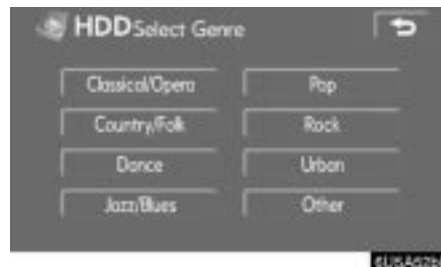 HDD Select Genre
Classical/Opera Pop
Country/Folk Rock
Dance Urban
Jazz/Blues Other